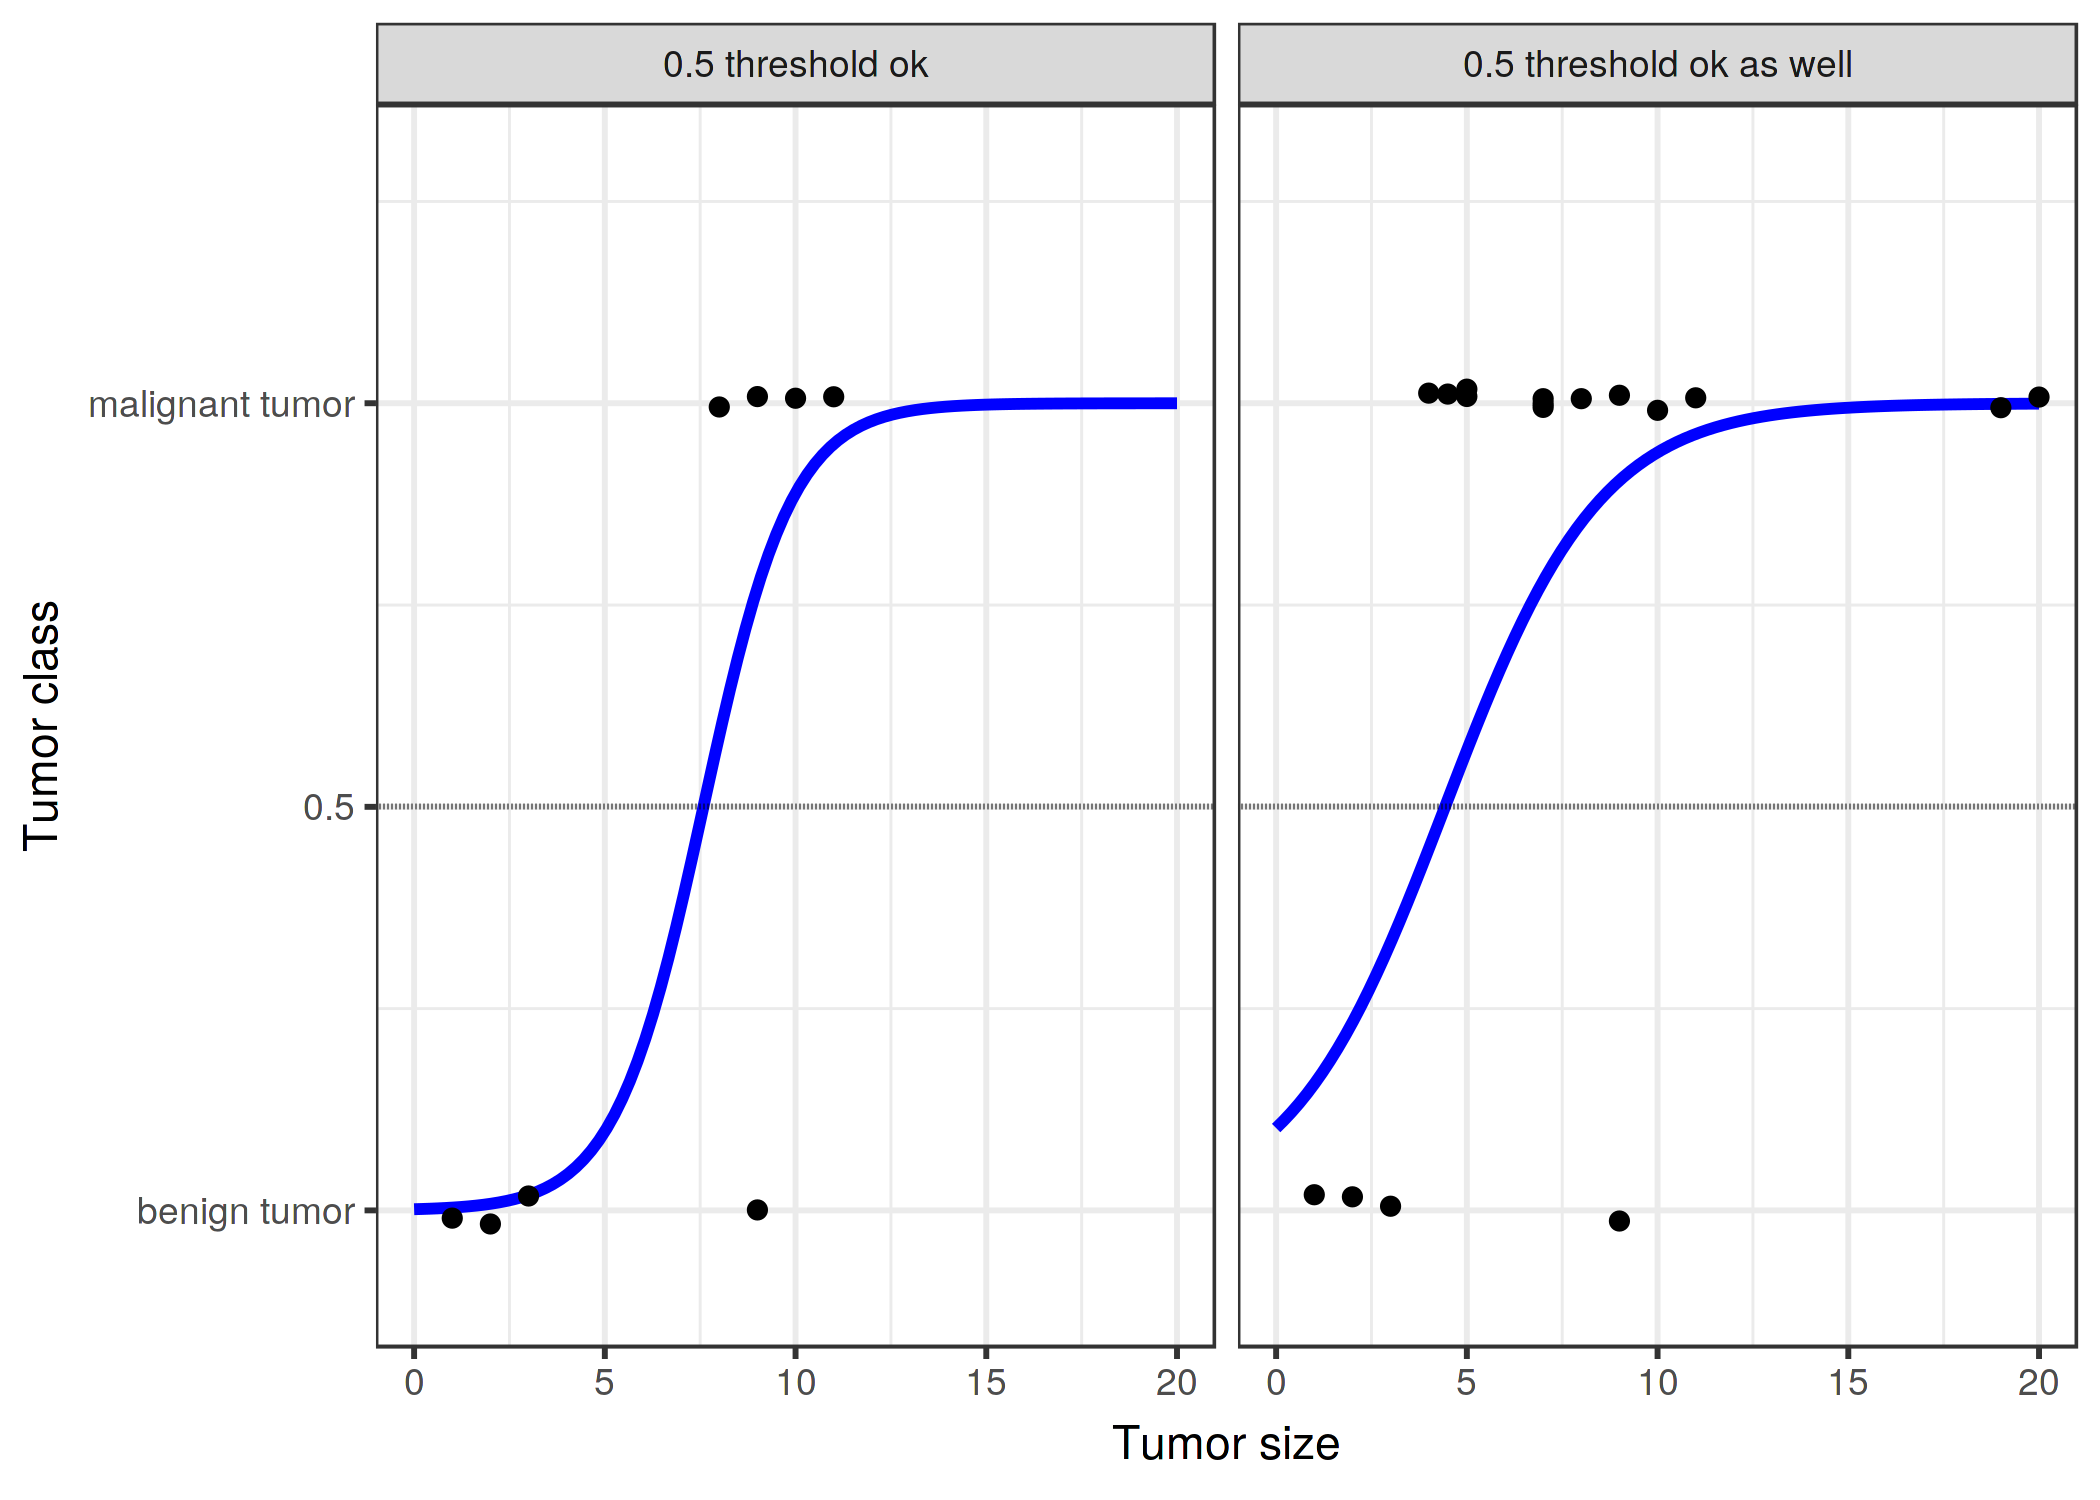 0.5 threshold ok
0.5 threshold ok as well
Tumor class
malignant tumor
0.5
benign tumor
0 5 10 15 20
0 5 10 15 20
Tumor size